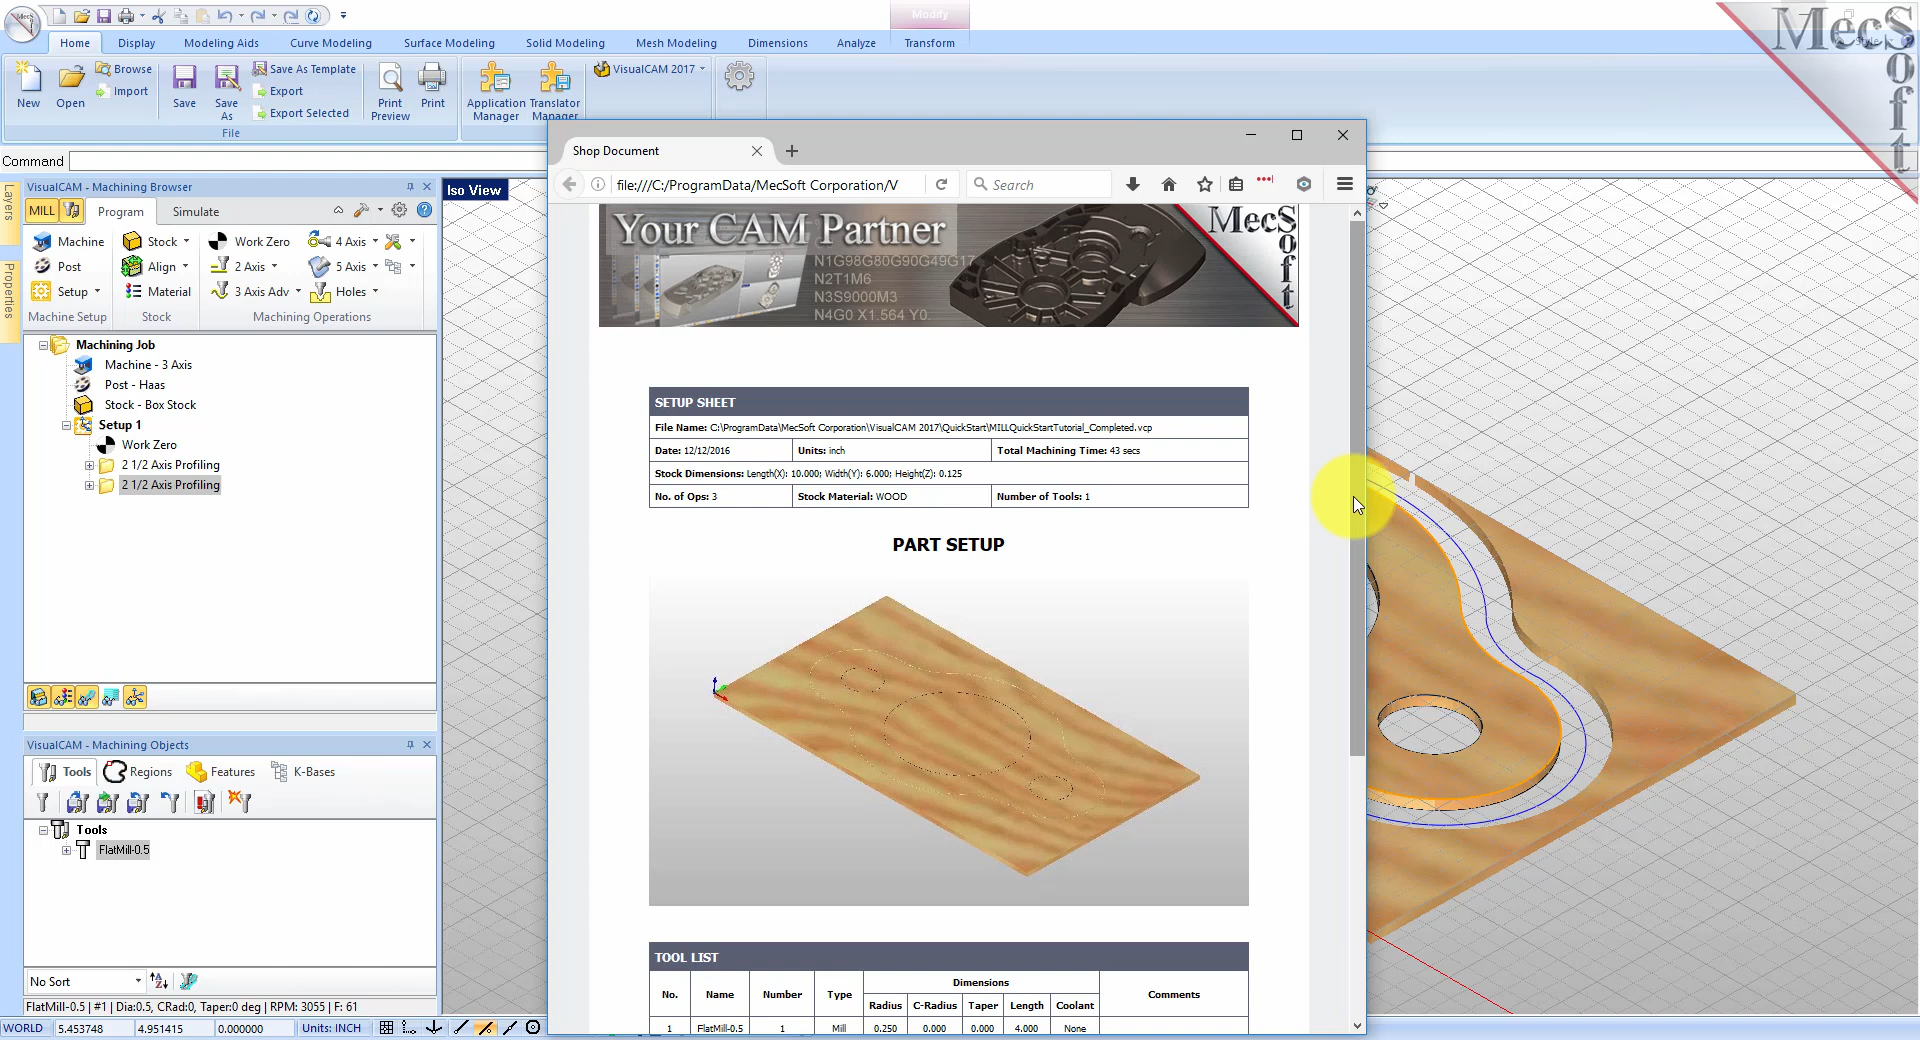 MecSoft
Modify
Style
Home Display Modeling Aids Curve Modeling Surface Modeling Solid Modeling Mesh Modeling Dimensions Analyze Transform
New Open Browse Import Save Save As Save As Template Export Export Selected Print Preview Print Application Manager Translator Manager VisualCAM 2017
File
Command
Layers
Properties
VisualCAM - Machining Browser
MILL Program Simulate
Machine Stock Work Zero 4 Axis
Post Align 2 Axis 5 Axis
Setup Material 3 Axis Adv Holes
Machine Setup Stock Machining Operations
Machining Job
Machine - 3 Axis
Post - Haas
Stock - Box Stock
Setup 1
Work Zero
2 1/2 Axis Profiling
2 1/2 Axis Profiling
VisualCAM - Machining Objects
Tools Regions Features K-Bases
Tools
FlatMill-0.5
No Sort
FlatMill-0.5 | #1 | Dia:0.5, CRad:0, Taper:0 deg | RPM: 3055 | F: 61
WORLD 5.453748 4.951415 0.000000 Units: INCH
Iso View
Shop Document
file:///C:/ProgramData/MecSoft Corporation/V
Search
Your CAM Partner
MecSoft
N1G98G80G90G49G17
N2T1M6
N3S9000M3
N4G0 X1.564 Y0.
SETUP SHEET
File Name: C:\ProgramData\MecSoft Corporation\VisualCAM 2017\QuickStart\MILLQuickStartTutorial_Completed.vcp
Date: 12/12/2016 Units: inch Total Machining Time: 43 secs
Stock Dimensions: Length(X): 10.000; Width(Y): 6.000; Height(Z): 0.125
No. of Ops: 3 Stock Material: WOOD Number of Tools: 1
PART SETUP
TOOL LIST
No. Name Number Type Dimensions Comments
Radius C-Radius Taper Length Coolant
1 FlatMill-0.5 1 Mill 0.250 0.000 0.000 4.000 None